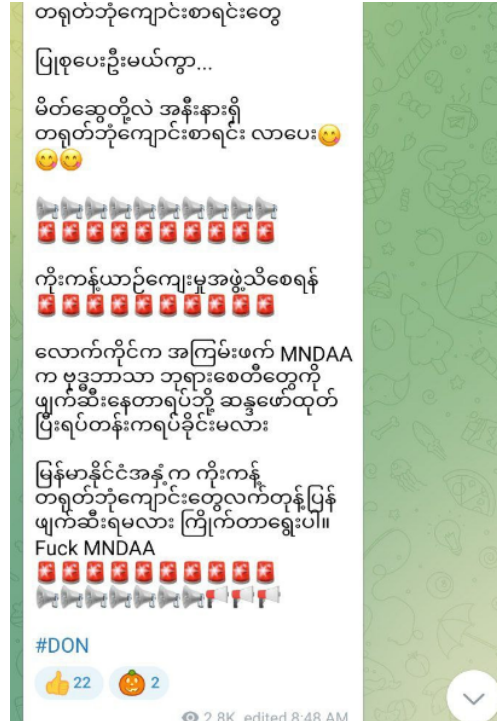 တရုတ်ဘုံကျောင်းစာရင်းတွေ
ပြုစုပေးဦးမယ်ကွာ...
မိတ်ဆွေတို့လဲ အနီးနားရှိ
တရုတ်ဘုံကျောင်းစာရင်း လာပေး😋
😋😋
📢📢📢📢📢📢📢📢📢📢
🚨🚨🚨🚨🚨🚨🚨🚨🚨🚨
ကိုးကန့်ယာဉ်ကျေးမှုအဖွဲ့သိစေရန်
🚨🚨🚨🚨🚨🚨🚨🚨🚨🚨
လောက်ကိုင်က အကြမ်းဖက် MNDAA
က ဗုဒ္ဓဘာသာ ဘုရားစေတီတွေကို
ဖျက်ဆီးနေတာရပ်ဘို့ ဆန္ဒဖော်ထုတ်
ပြီးရပ်တန်းကရပ်ခိုင်းမလား
မြန်မာနိုင်ငံအနှံ့ က ကိုးကန့်
တရုတ်ဘုံကျောင်းတွေလက်တုန့်ပြန်
ဖျက်ဆီးရမလား ကြိုက်တာရွေးပါ။
Fuck MNDAA
🚨🚨🚨🚨🚨🚨🚨🚨🚨🚨
📢📢📢📢📢📢📢📣📣📣
#DON
👍 22 🎃 2
2.8K edited 8:48 AM